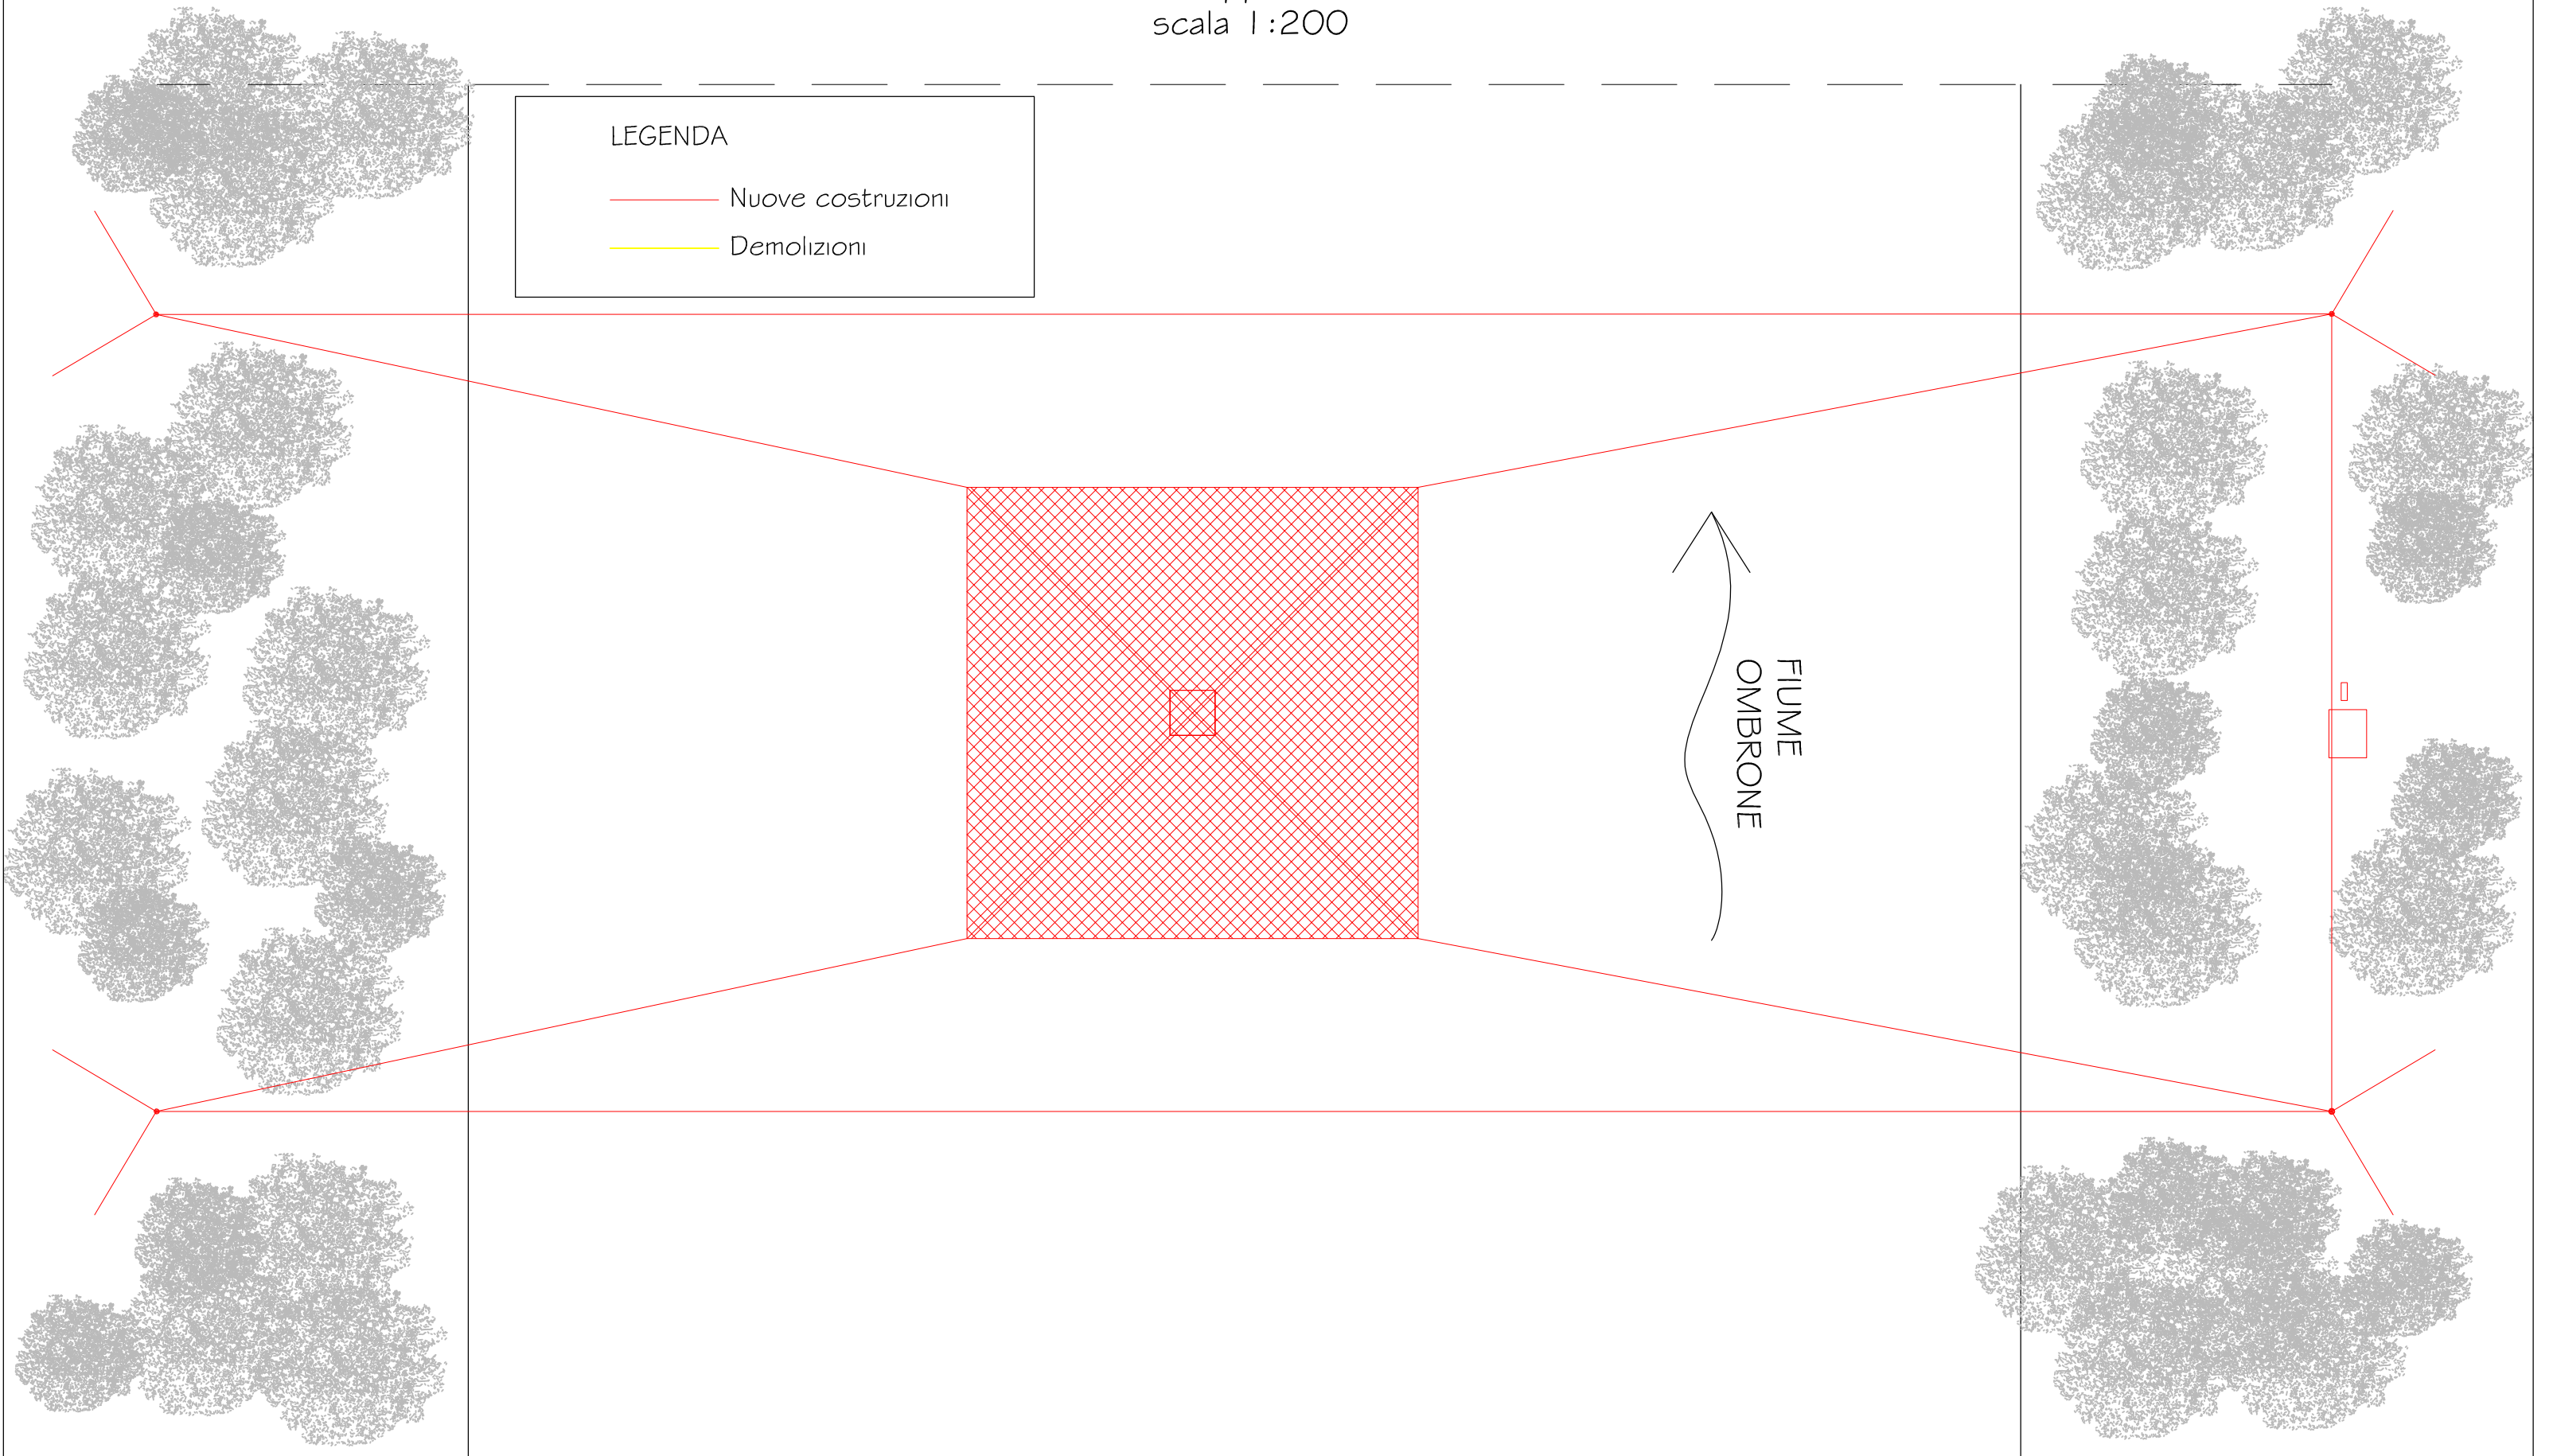 scala 1:200
LEGENDA
Nuove costruzioni
Demolizioni
FIUME
OMBRONE